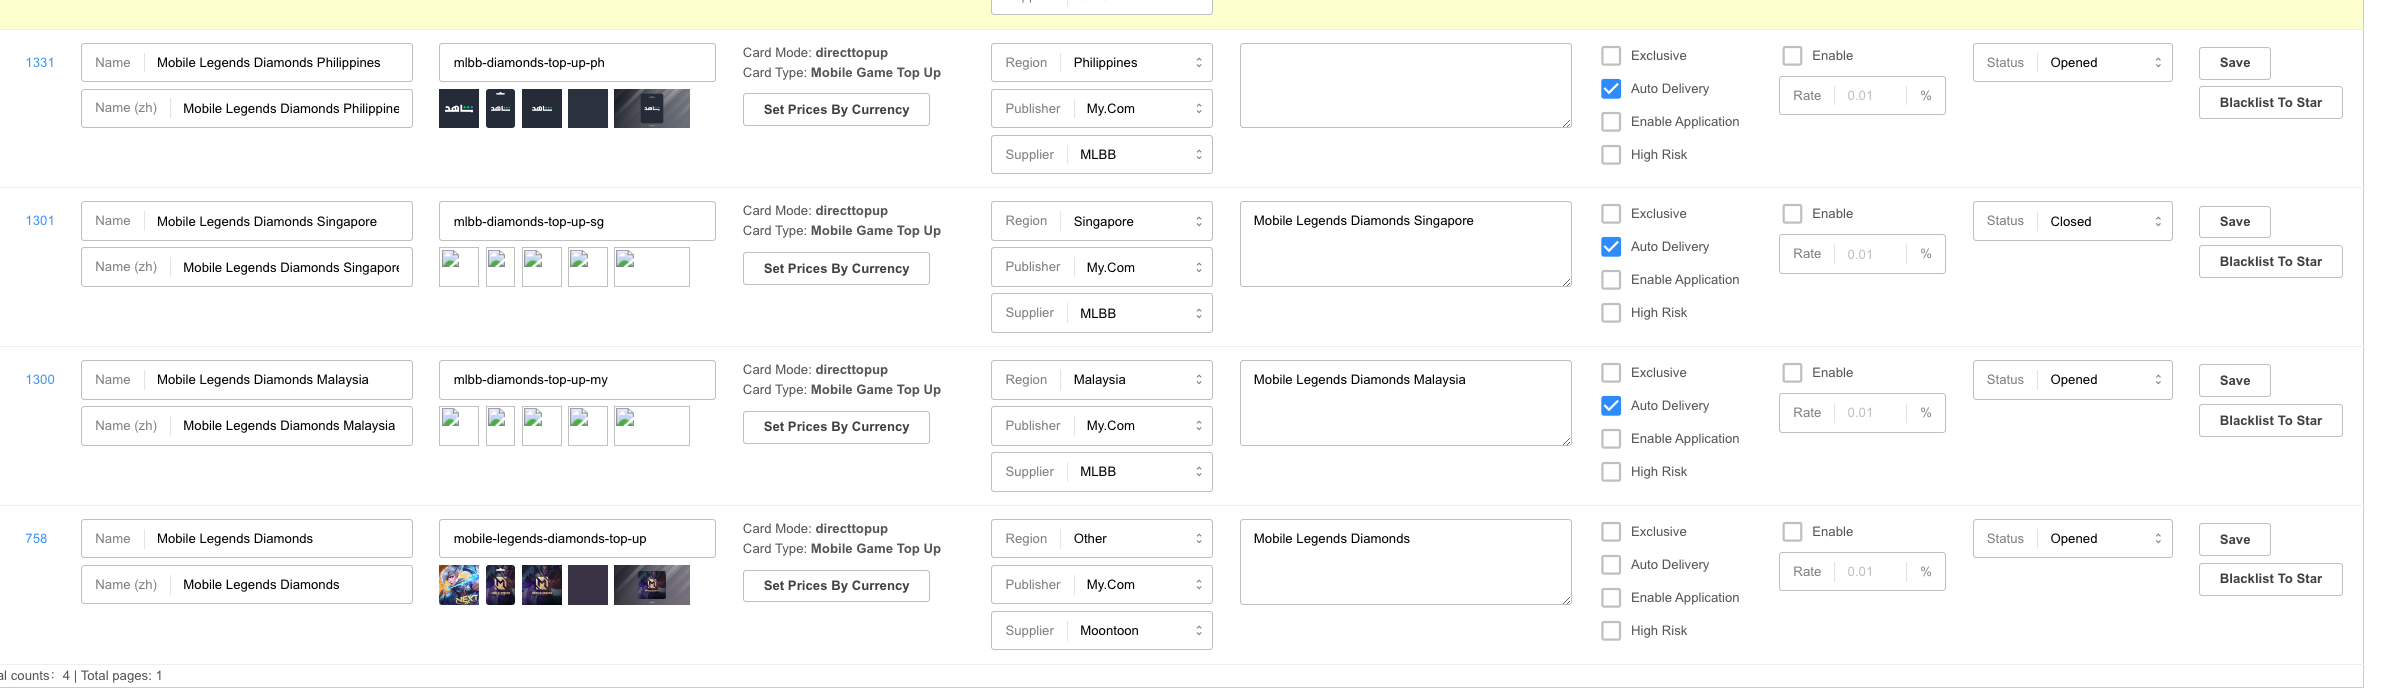 1331
Name Mobile Legends Diamonds Philippines
Name (zh) Mobile Legends Diamonds Philippine
mlbb-diamonds-top-up-ph
شاهد شاهد شاهد شاهد
Card Mode: directtopup
Card Type: Mobile Game Top Up
Set Prices By Currency
Region Philippines
Publisher My.Com
Supplier MLBB
Exclusive
Auto Delivery
Enable Application
High Risk
Enable
Rate 0.01 %
Status Opened
Save
Blacklist To Star
1301
Name Mobile Legends Diamonds Singapore
Name (zh) Mobile Legends Diamonds Singapore
mlbb-diamonds-top-up-sg
Card Mode: directtopup
Card Type: Mobile Game Top Up
Set Prices By Currency
Region Singapore
Publisher My.Com
Supplier MLBB
Mobile Legends Diamonds Singapore
Exclusive
Auto Delivery
Enable Application
High Risk
Enable
Rate 0.01 %
Status Closed
Save
Blacklist To Star
1300
Name Mobile Legends Diamonds Malaysia
Name (zh) Mobile Legends Diamonds Malaysia
mlbb-diamonds-top-up-my
Card Mode: directtopup
Card Type: Mobile Game Top Up
Set Prices By Currency
Region Malaysia
Publisher My.Com
Supplier MLBB
Mobile Legends Diamonds Malaysia
Exclusive
Auto Delivery
Enable Application
High Risk
Enable
Rate 0.01 %
Status Opened
Save
Blacklist To Star
758
Name Mobile Legends Diamonds
Name (zh) Mobile Legends Diamonds
mobile-legends-diamonds-top-up
NEXT
Card Mode: directtopup
Card Type: Mobile Game Top Up
Set Prices By Currency
Region Other
Publisher My.Com
Supplier Moontoon
Mobile Legends Diamonds
Exclusive
Auto Delivery
Enable Application
High Risk
Enable
Rate 0.01 %
Status Opened
Save
Blacklist To Star
al counts: 4 | Total pages: 1